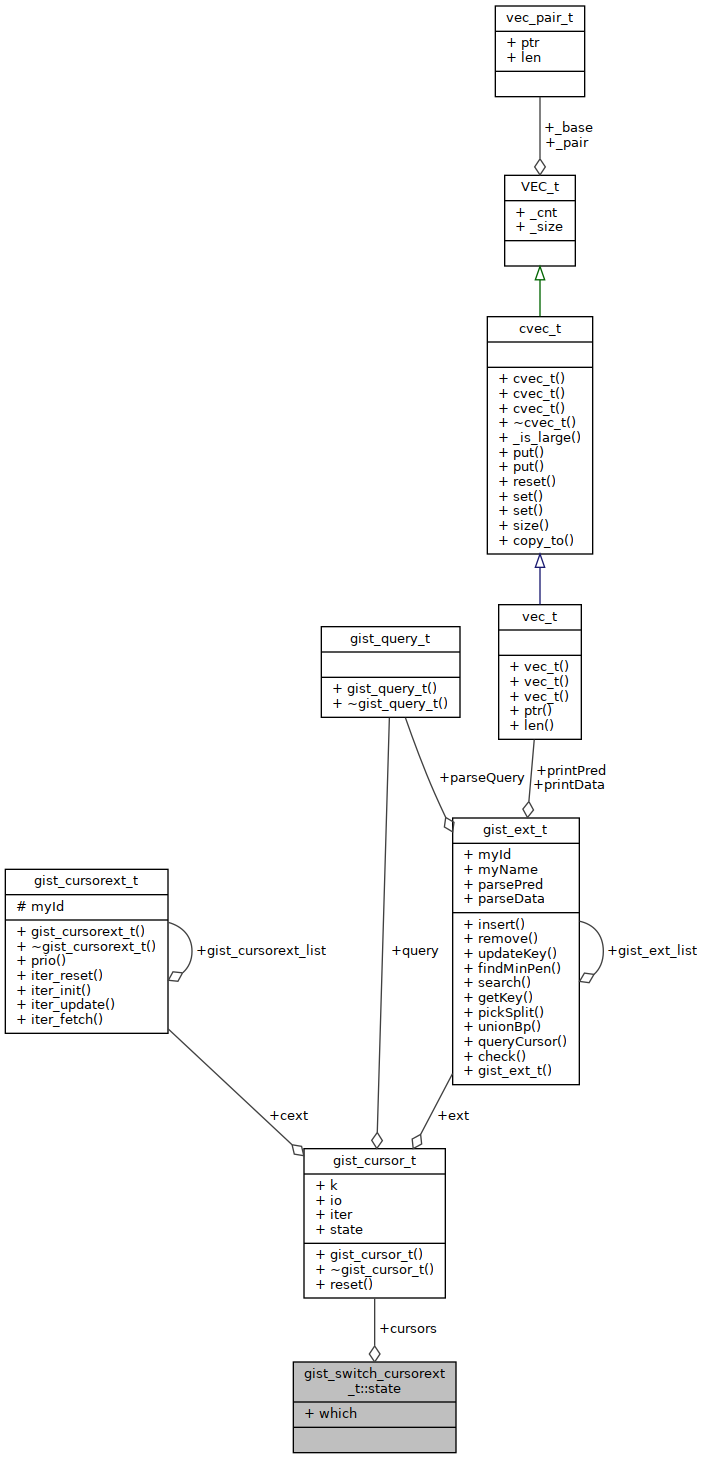 vec_pair_t
+ ptr
+ len
+_base
+_pair
VEC_t
+ _cnt
+ _size
cvec_t
+ cvec_t()
+ cvec_t()
+ cvec_t()
+ ~cvec_t()
+ _is_large()
+ put()
+ put()
+ reset()
+ set()
+ set()
+ size()
+ copy_to()
vec_t
+ vec_t()
+ vec_t()
+ vec_t()
+ ptr()
+ len()
gist_query_t
+ gist_query_t()
+ ~gist_query_t()
+parseQuery
+printPred
+printData
gist_ext_t
+ myId
+ myName
+ parsePred
+ parseData
+ insert()
+ remove()
+ updateKey()
+ findMinPen()
+ search()
+ getKey()
+ pickSplit()
+ unionBp()
+ queryCursor()
+ check()
+ gist_ext_t()
+gist_ext_list
gist_cursorext_t
# myId
+ gist_cursorext_t()
+ ~gist_cursorext_t()
+ prio()
+ iter_reset()
+ iter_init()
+ iter_update()
+ iter_fetch()
+gist_cursorext_list
+query
+cext
+ext
gist_cursor_t
+ k
+ io
+ iter
+ state
+ gist_cursor_t()
+ ~gist_cursor_t()
+ reset()
+cursors
gist_switch_cursorext
_t::state
+ which